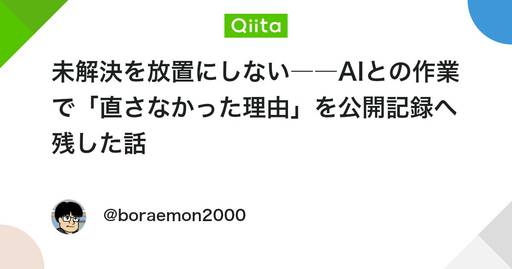 Qiita
未解決を放置にしない――AIとの作業
で「直さなかった理由」を公開記録へ
残した話
@boraemon2000